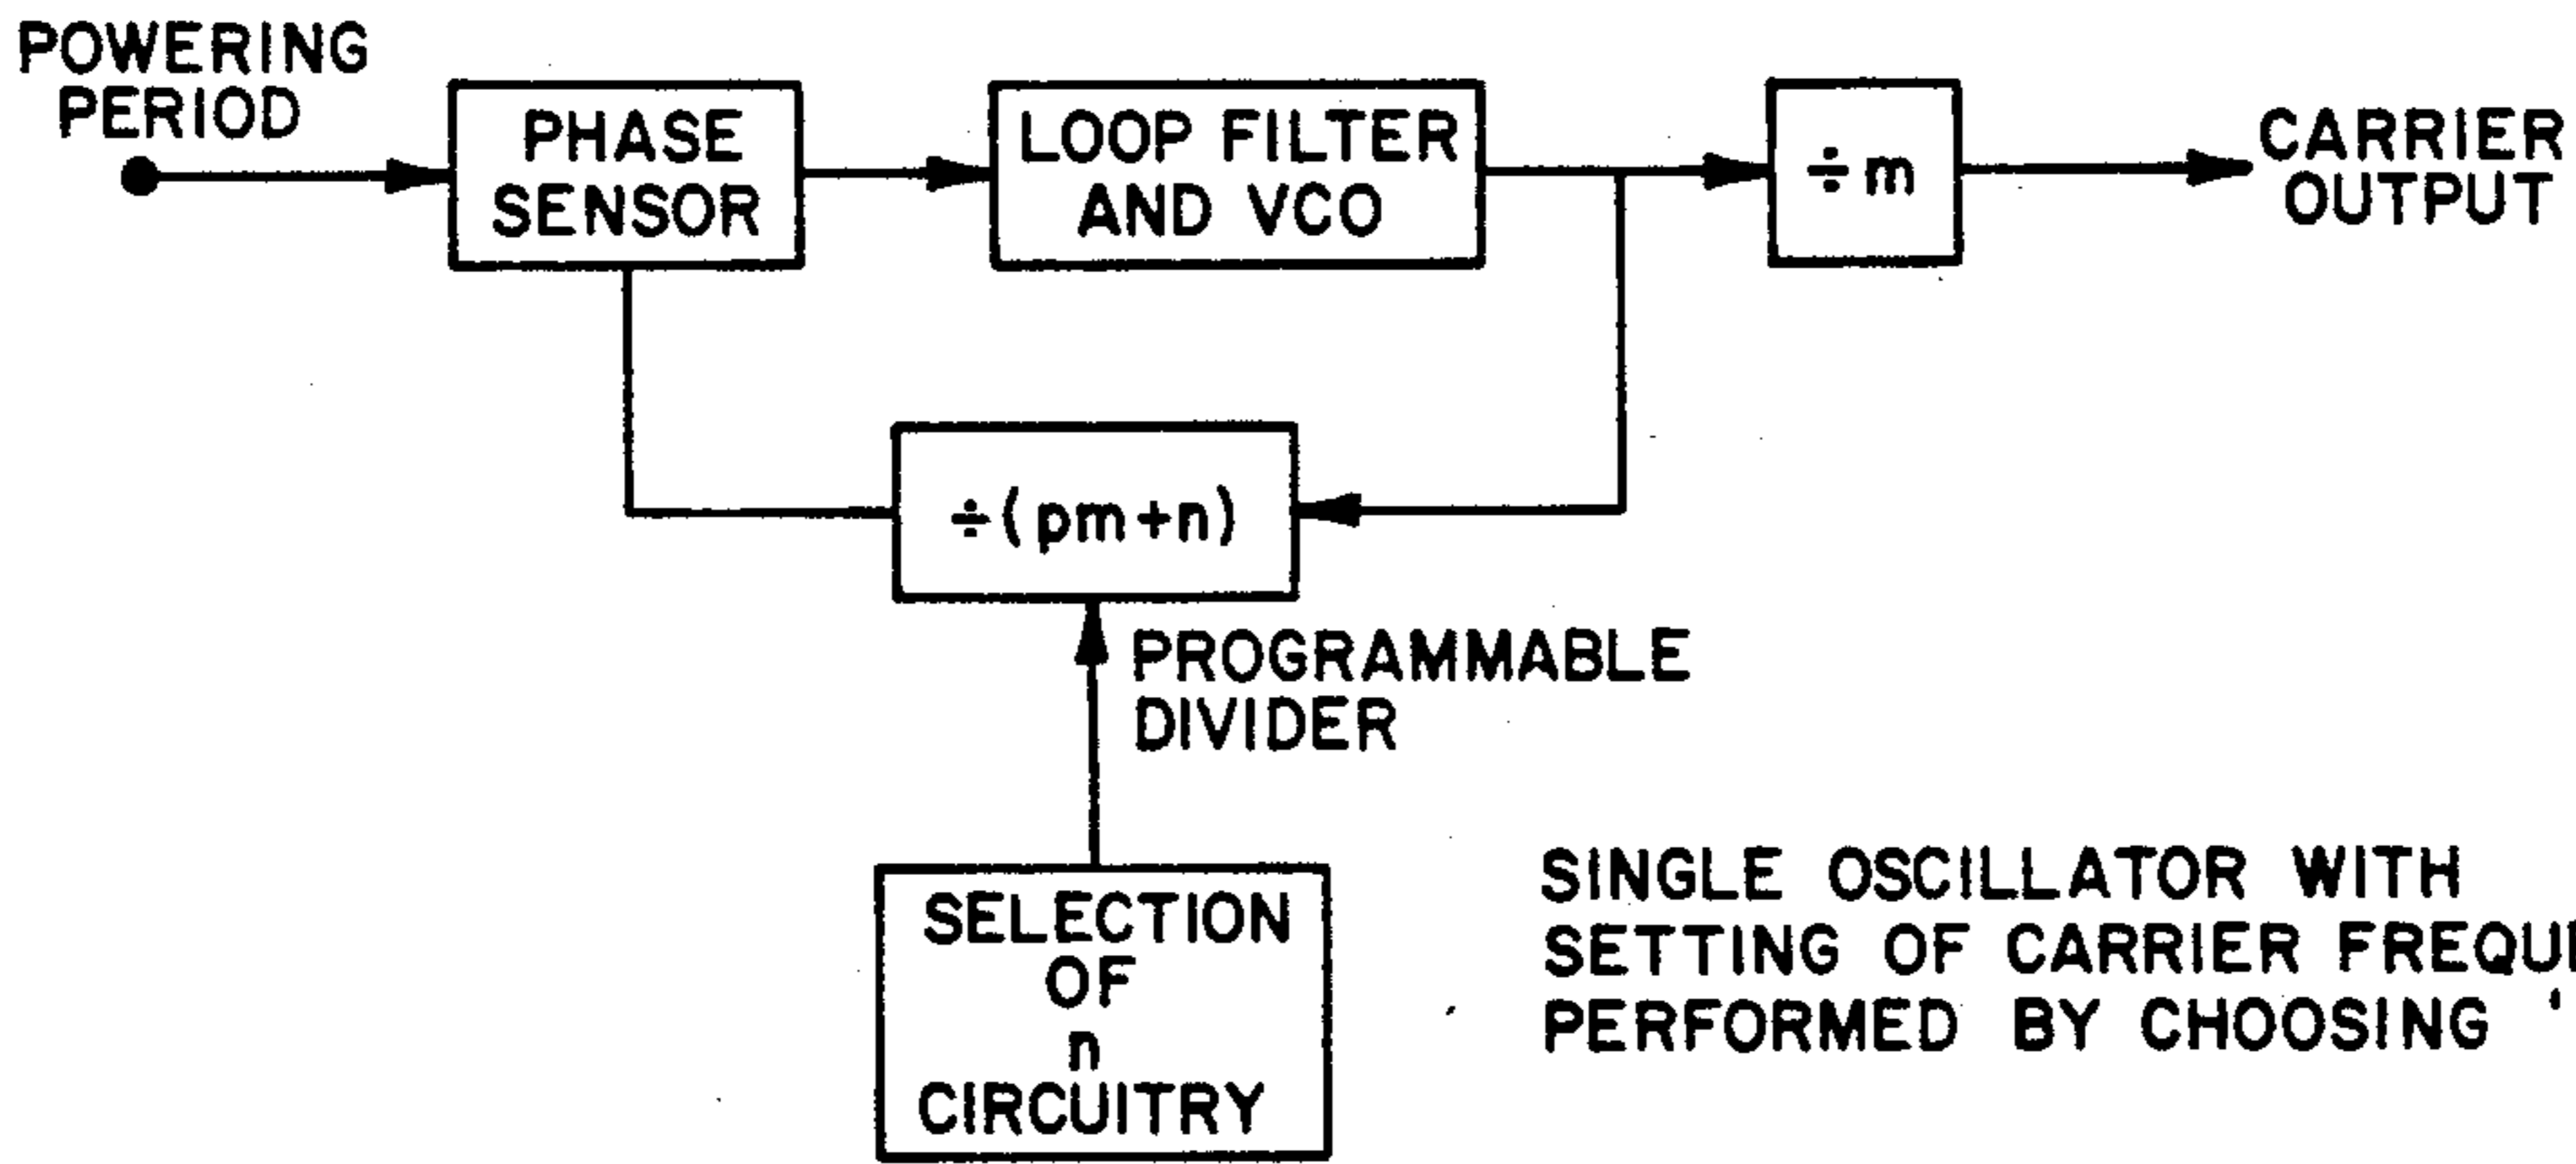 POWERING
PERIOD
PHASE
SENSOR
LOOP FILTER
AND VCO
÷m
CARRIER
OUTPUT
÷(pm+n)
PROGRAMMABLE
DIVIDER
SELECTION
OF
n
CIRCUITRY
SINGLE OSCILLATOR WITH
SETTING OF CARRIER
PERFORMED BY CHOOSING '